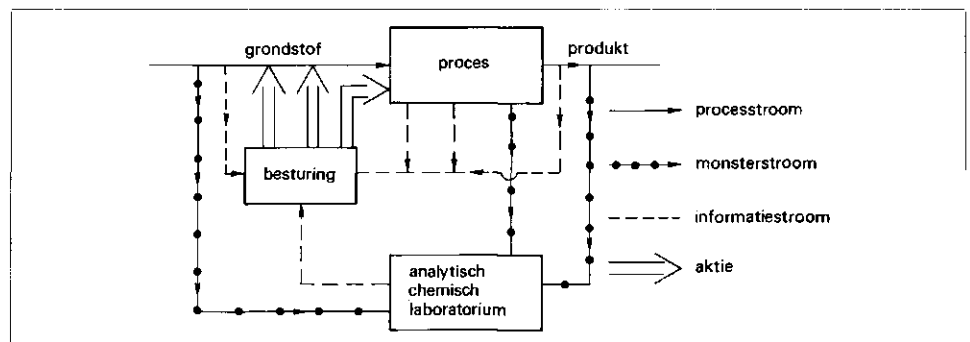 grondstof
proces
produkt
besturing
analytisch
chemisch
laboratorium
processtroom
monsterstroom
informatiestroom
aktie